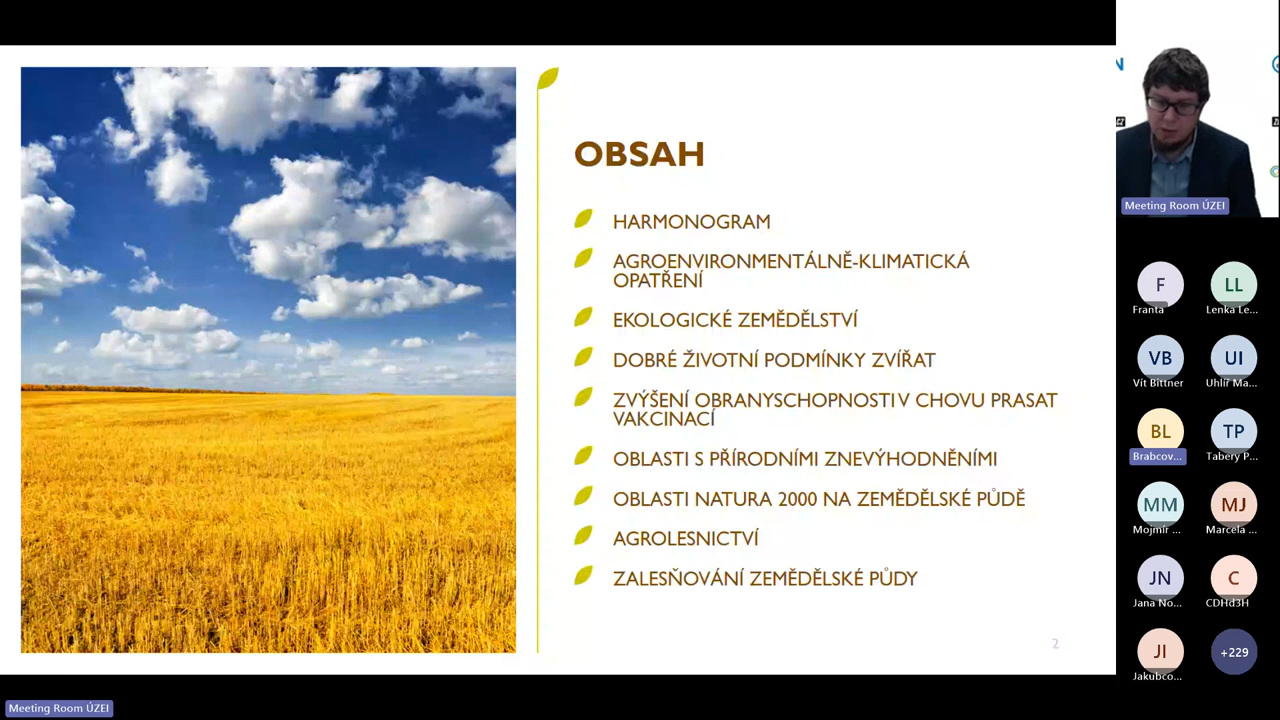 OBSAH
HARMONOGRAM
AGROENVIRONMENTÁLNĚ-KLIMATICKÁ
OPATŘENÍ
EKOLOGICKÉ ZEMĚDĚLSTVÍ
DOBRÉ ŽIVOTNÍ PODMÍNKY ZVÍŘAT
ZVÝŠENÍ OBRANYSCHOPNOSTI V CHOVU PRASAT
VAKCINACÍ
OBLASTI S PŘÍRODNÍMI ZNEVÝHODNĚNÍMI
OBLASTI NATURA 2000 NA ZEMĚDĚLSKÉ PŮDĚ
AGROLESNICTVÍ
ZALESŇOVÁNÍ ZEMĚDĚLSKÉ PŮDY
2
Meeting Room ÚZEI
N
Meeting Room ÚZEI
F LL
Franta Lenka Le...
VB UI
Vít Bittner Uhlíř Ma...
BL TP
Brabcov... Tabery P...
MM MJ
Mojmír ... Marcela ...
JN C
Jana No... CDHd3H
JI +229
Jakubco...